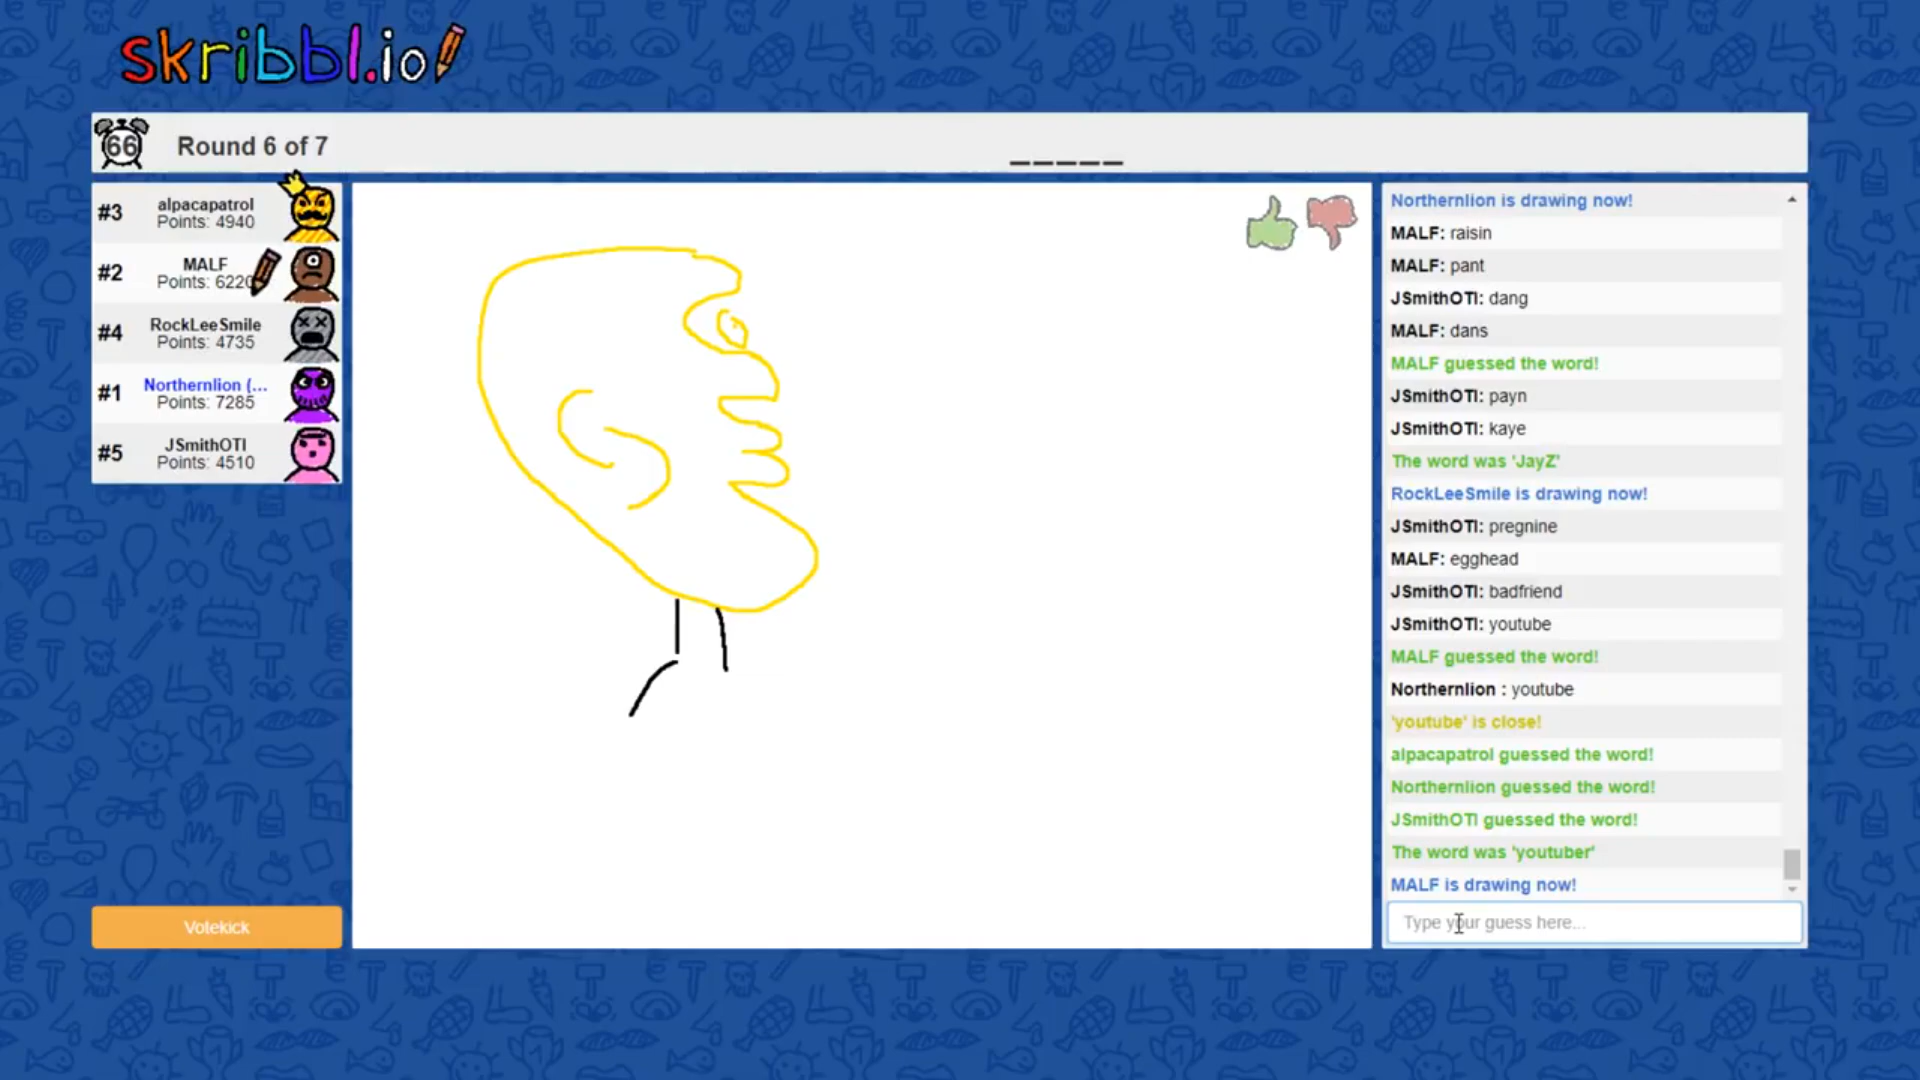 skribbl.io
66
Round 6 of 7
_ _ _ _ _
#3
alpacapatrol
Points: 4940
#2
MALF
Points: 6220
#4
RockLeeSmile
Points: 4735
#1
Northernlion (...
Points: 7285
#5
JSmithOTI
Points: 4510
Votekick
Northernlion is drawing now!
MALF: raisin
MALF: pant
JSmithOTI: dang
MALF: dans
MALF guessed the word!
JSmithOTI: payn
JSmithOTI: kaye
The word was 'JayZ'
RockLeeSmile is drawing now!
JSmithOTI: pregnine
MALF: egghead
JSmithOTI: badfriend
JSmithOTI: youtube
MALF guessed the word!
Northernlion : youtube
'youtube' is close!
alpacapatrol guessed the word!
Northernlion guessed the word!
JSmithOTI guessed the word!
The word was 'youtuber'
MALF is drawing now!
Type your guess here...